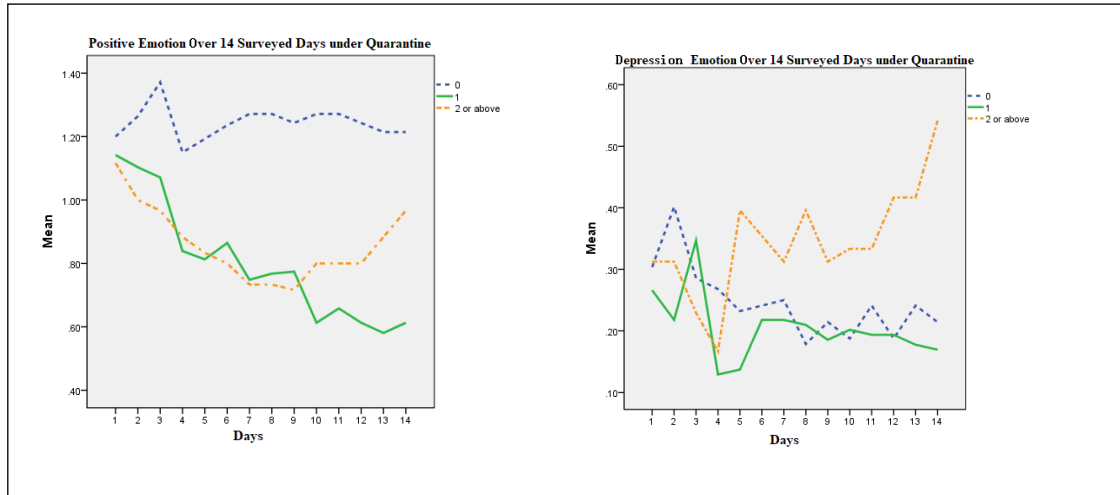 Positive Emotion Over 14 Surveyed Days under Quarantine
0
1
2 or above
1.40
1.20
1.00
.80
.60
.40
Mean
1 2 3 4 5 6 7 8 9 10 11 12 13 14
Days
Depression Emotion Over 14 Surveyed Days under Quarantine
0
1
2 or above
.60
.50
.40
.30
.20
.10
Mean
1 2 3 4 5 6 7 8 9 10 11 12 13 14
Days